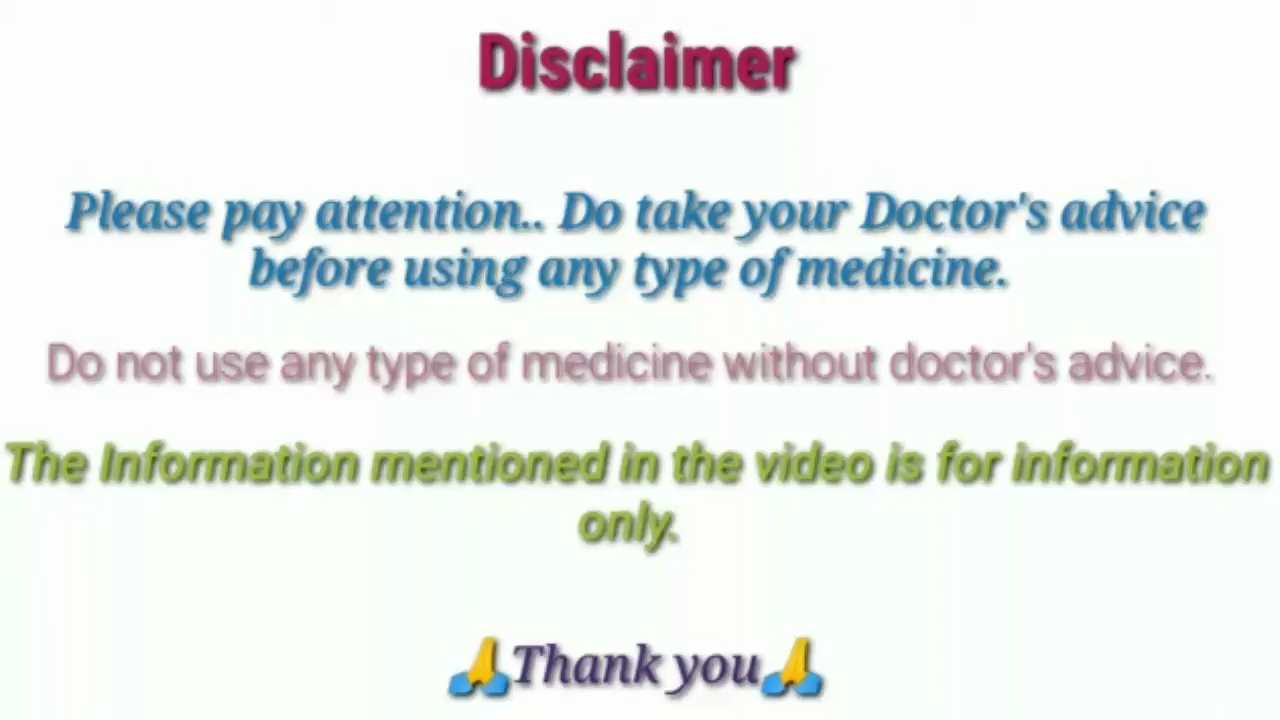 Disclaimer
Please pay attention.. Do take your Doctor's advice
before using any type of medicine.
Do not use any type of medicine without doctor's advice.
The Information mentioned in the video is for information
only.
🙏Thank you🙏